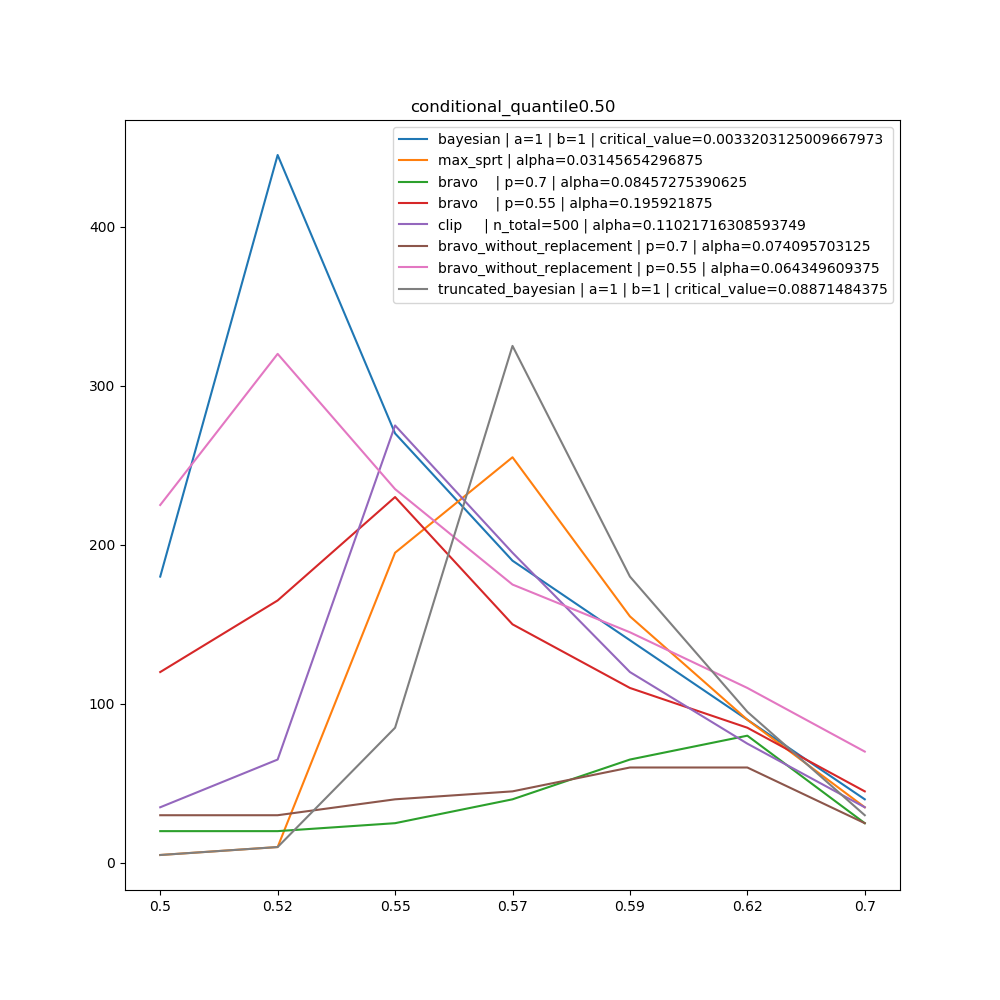 conditional_quantile0.50
bayesian | a=1 | b=1 | critical_value=0.0033203125009667973
max_sprt | alpha=0.03145654296875
bravo    | p=0.7 | alpha=0.08457275390625
bravo    | p=0.55 | alpha=0.195921875
clip     | n_total=500 | alpha=0.11021716308593749
bravo_without_replacement | p=0.7 | alpha=0.074095703125
bravo_without_replacement | p=0.55 | alpha=0.064349609375
truncated_bayesian | a=1 | b=1 | critical_value=0.08871484375
400
300
200
100
0
0.5 0.52 0.55 0.57 0.59 0.62 0.7